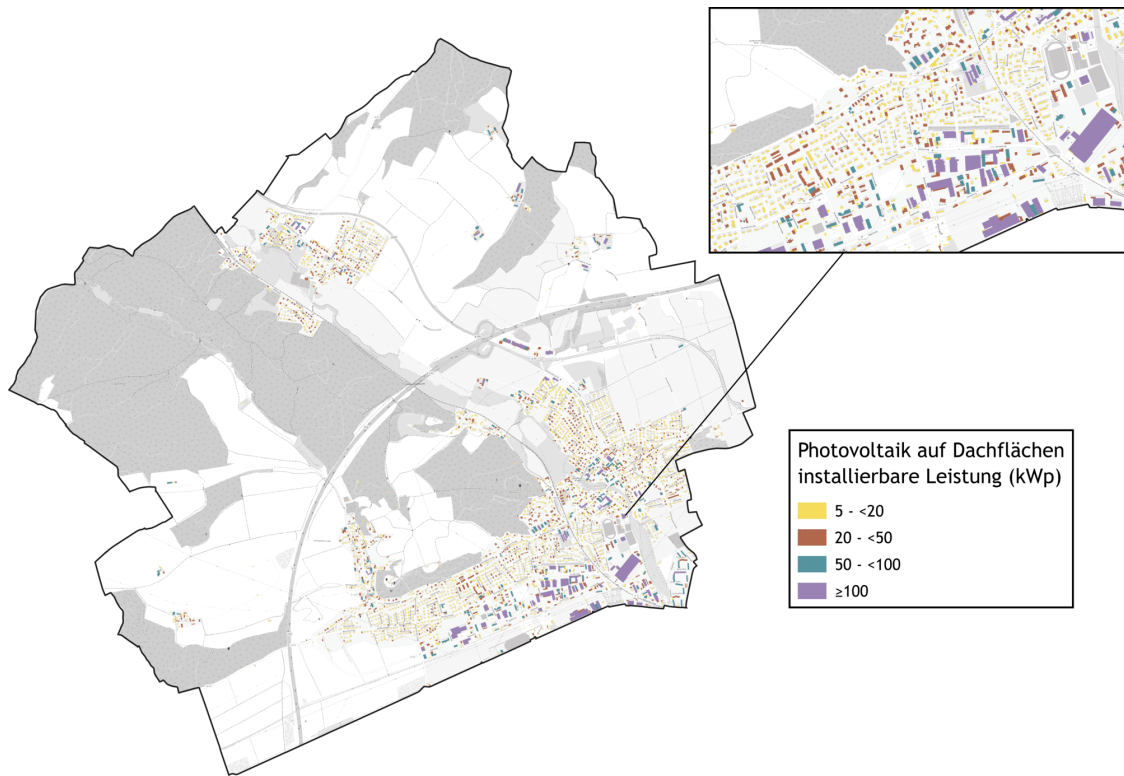 Photovoltaik auf Dachflächen
installierbare Leistung (kWp)
5 - <20
20 - <50
50 - <100
≥100